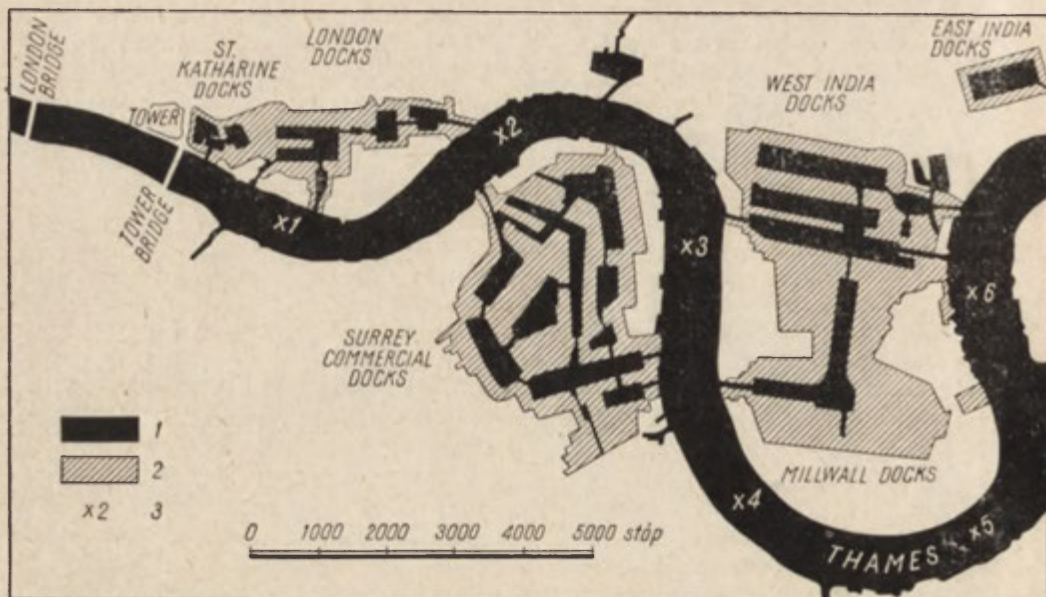 LONDON
BRIDGE
TOWER
TOWER
BRIDGE
ST.
KATHARINE
DOCKS
LONDON
DOCKS
WEST INDIA
DOCKS
EAST INDIA
DOCKS
x1
x2
x3
x4
x5
x6
SURREY
COMMERCIAL
DOCKS
MILLWALL DOCKS
THAMES
1
2
x2 3
0 1000 2000 3000 4000 5000 stóp